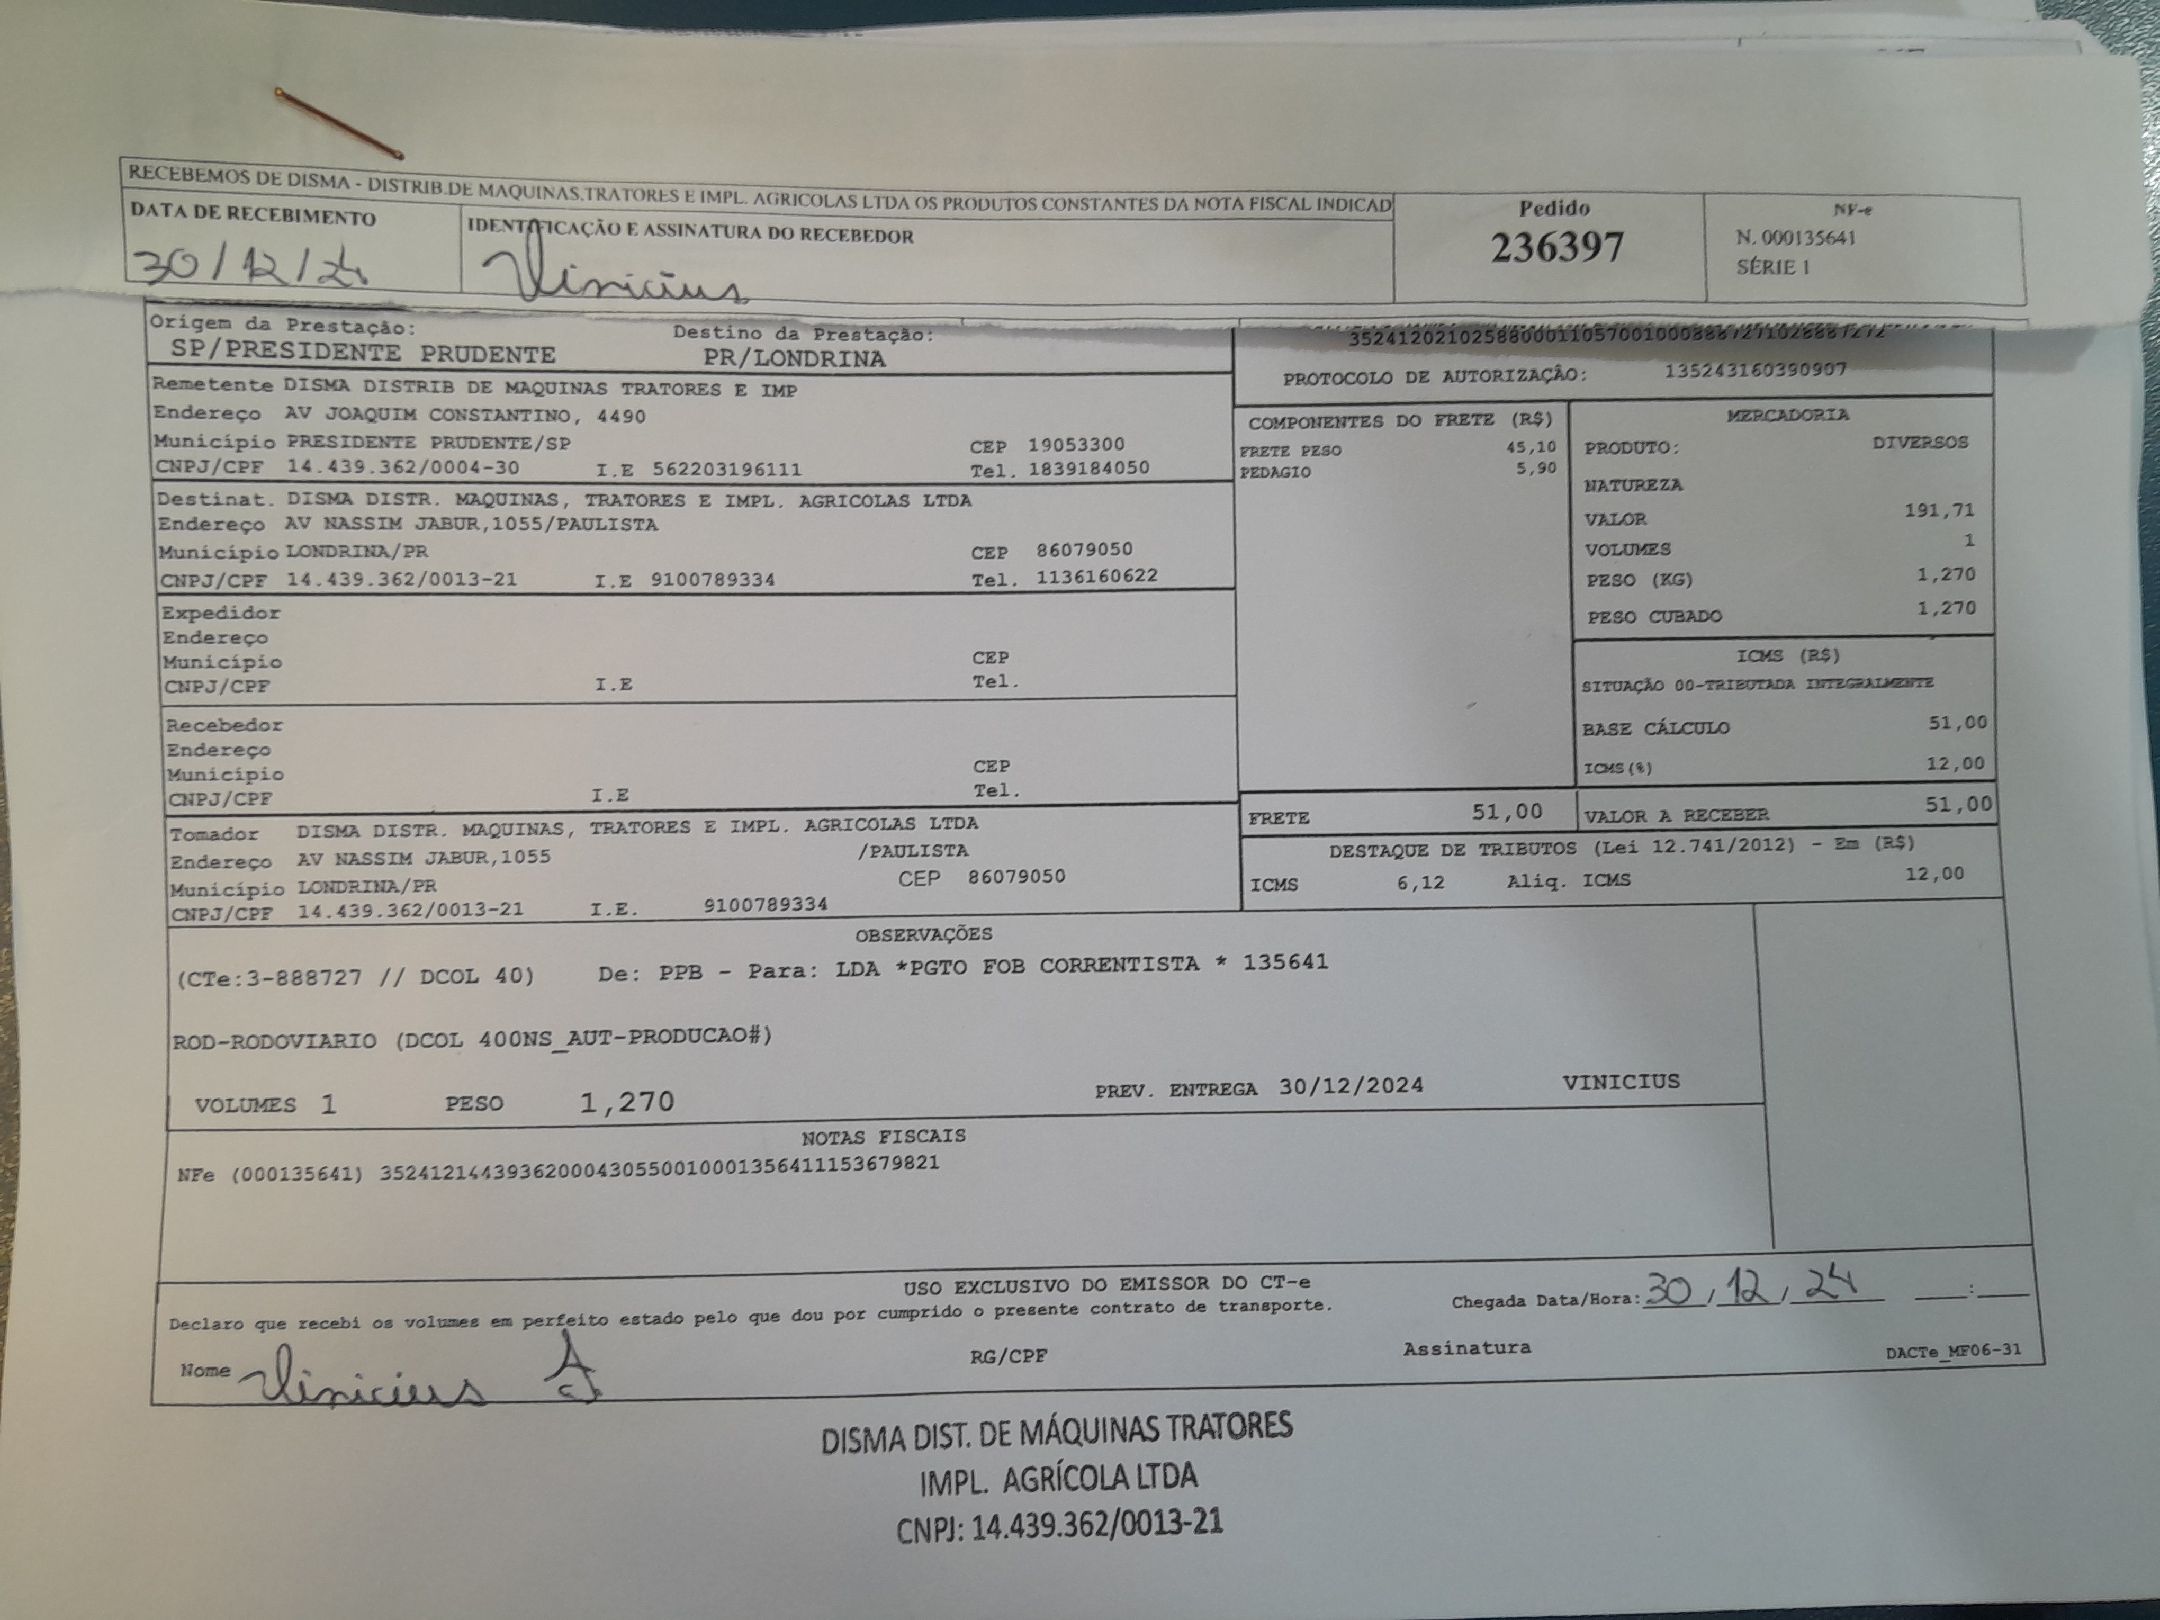 RECEBEMOS DE DISMA - DISTRIB.DE MAQUINAS,TRATORES E IMPL. AGRICOLAS LTDA OS PRODUTOS CONSTANTES DA NOTA FISCAL INDICAD
DATA DE RECEBIMENTO IDENTIFICAÇÃO E ASSINATURA DO RECEBEDOR
30/12/24 Vinicius
Pedido
236397
NF-e
N. 000135641
SÉRIE 1
Origem da Prestação: Destino da Prestação:
SP/PRESIDENTE PRUDENTE PR/LONDRINA
PROTOCOLO DE AUTORIZAÇÃO: 135243160390907
Remetente DISMA DISTRIB DE MAQUINAS TRATORES E IMP
Endereço AV JOAQUIM CONSTANTINO, 4490
Município PRESIDENTE PRUDENTE/SP CEP 19053300
CNPJ/CPF 14.439.362/0004-30 I.E 562203196111 Tel. 1839184050
Destinat. DISMA DISTR. MAQUINAS, TRATORES E IMPL. AGRICOLAS LTDA
Endereço AV NASSIM JABUR,1055/PAULISTA
Município LONDRINA/PR CEP 86079050
CNPJ/CPF 14.439.362/0013-21 I.E 9100789334 Tel. 1136160622
Expedidor
Endereço
Município CEP
CNPJ/CPF I.E Tel.
Recebedor
Endereço
Município CEP
CNPJ/CPF I.E Tel.
Tomador DISMA DISTR. MAQUINAS, TRATORES E IMPL. AGRICOLAS LTDA
Endereço AV NASSIM JABUR,1055 /PAULISTA
Município LONDRINA/PR CEP 86079050
CNPJ/CPF 14.439.362/0013-21 I.E. 9100789334
COMPONENTES DO FRETE (R$)
FRETE PESO 45,10
PEDAGIO 5,90
MERCADORIA
PRODUTO: DIVERSOS
NATUREZA
VALOR 191,71
VOLUMES 1
PESO (KG) 1,270
PESO CUBADO 1,270
ICMS (R$)
SITUAÇÃO 00-TRIBUTADA INTEGRALMENTE
BASE CÁLCULO 51,00
ICMS(%) 12,00
FRETE 51,00 VALOR A RECEBER 51,00
DESTAQUE DE TRIBUTOS (Lei 12.741/2012) - Em (R$)
ICMS 6,12 Aliq. ICMS 12,00
OBSERVAÇÕES
(CTe:3-888727 // DCOL 40) De: PPB - Para: LDA *PGTO FOB CORRENTISTA * 135641
ROD-RODOVIARIO (DCOL 400NS_AUT-PRODUCAO#)
VOLUMES 1 PESO 1,270 PREV. ENTREGA 30/12/2024 VINICIUS
NOTAS FISCAIS
NFe (000135641) 35241214439362000430550010001356411153679821
USO EXCLUSIVO DO EMISSOR DO CT-e
Declaro que recebi os volumes em perfeito estado pelo que dou por cumprido o presente contrato de transporte.
Chegada Data/Hora: 30/12/24 __:__
Nome Vinicius RG/CPF Assinatura DACTe_MF06-31
DISMA DIST. DE MÁQUINAS TRATORES
IMPL. AGRÍCOLA LTDA
CNPJ: 14.439.362/0013-21